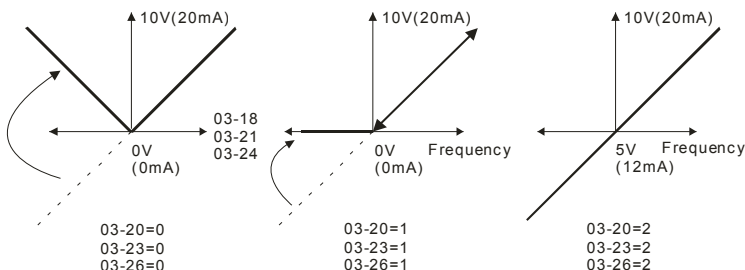 10V(20mA)
03-18
03-21
03-24
0V
(0mA)
03-20=0
03-23=0
03-26=0
10V(20mA)
0V
(0mA)
Frequency
03-20=1
03-23=1
03-26=1
10V(20mA)
5V
(12mA)
Frequency
03-20=2
03-23=2
03-26=2